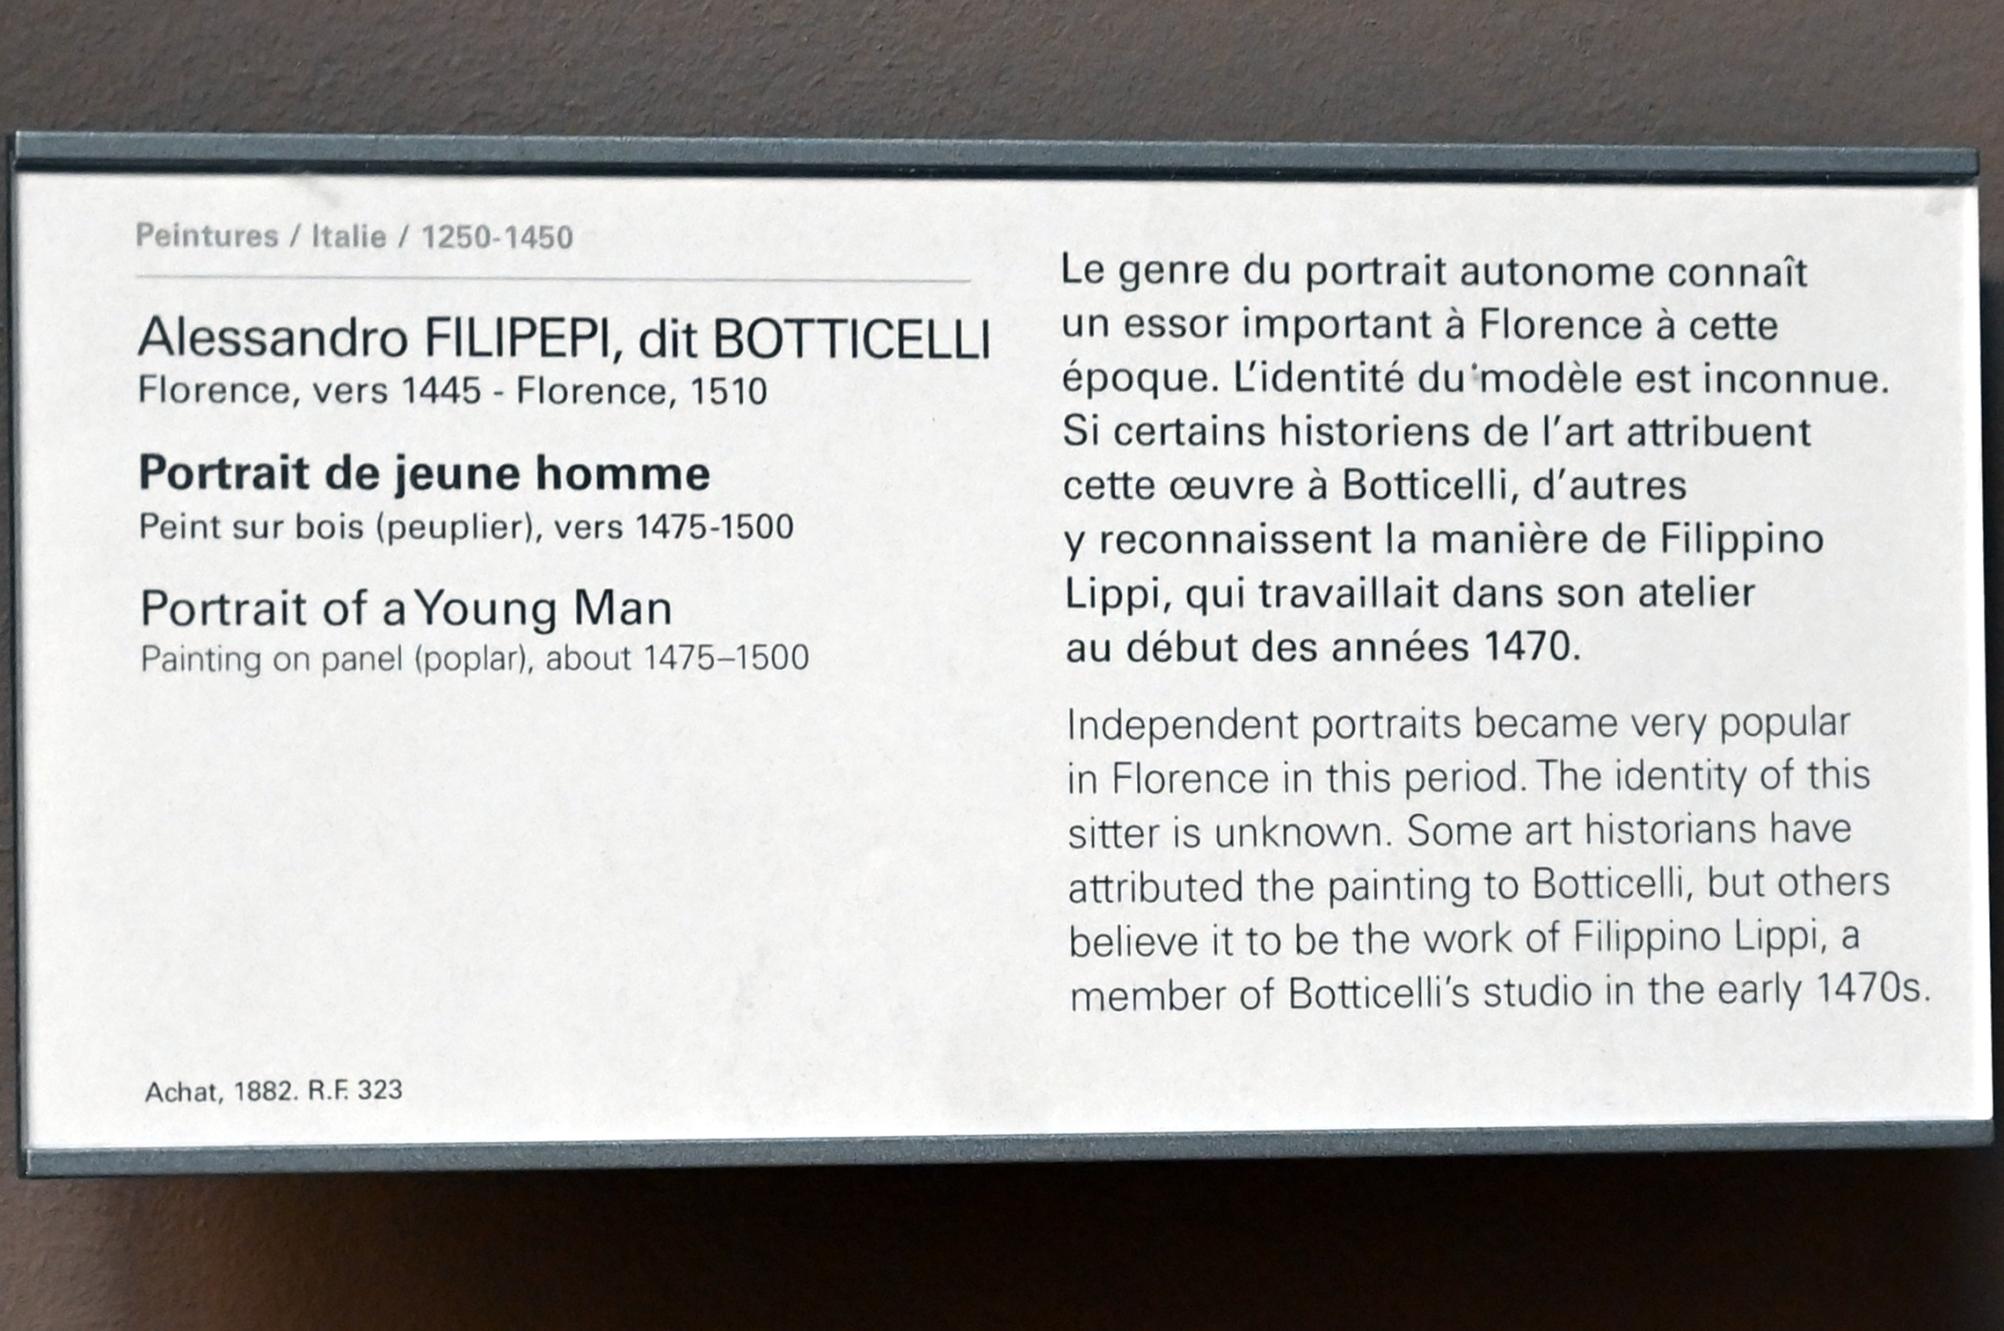 Peintures / Italie / 1250-1450
Alessandro FILIPEPI, dit BOTTICELLI
Florence, vers 1445 - Florence, 1510
Portrait de jeune homme
Peint sur bois (peuplier), vers 1475-1500
Portrait of a Young Man
Painting on panel (poplar), about 1475–1500
Achat, 1882. R.F. 323
Le genre du portrait autonome connaît
un essor important à Florence à cette
époque. L'identité du modèle est inconnue.
Si certains historiens de l'art attribuent
cette œuvre à Botticelli, d'autres
y reconnaissent la manière de Filippino
Lippi, qui travaillait dans son atelier
au début des années 1470.
Independent portraits became very popular
in Florence in this period. The identity of this
sitter is unknown. Some art historians have
attributed the painting to Botticelli, but others
believe it to be the work of Filippino Lippi, a
member of Botticelli's studio in the early 1470s.